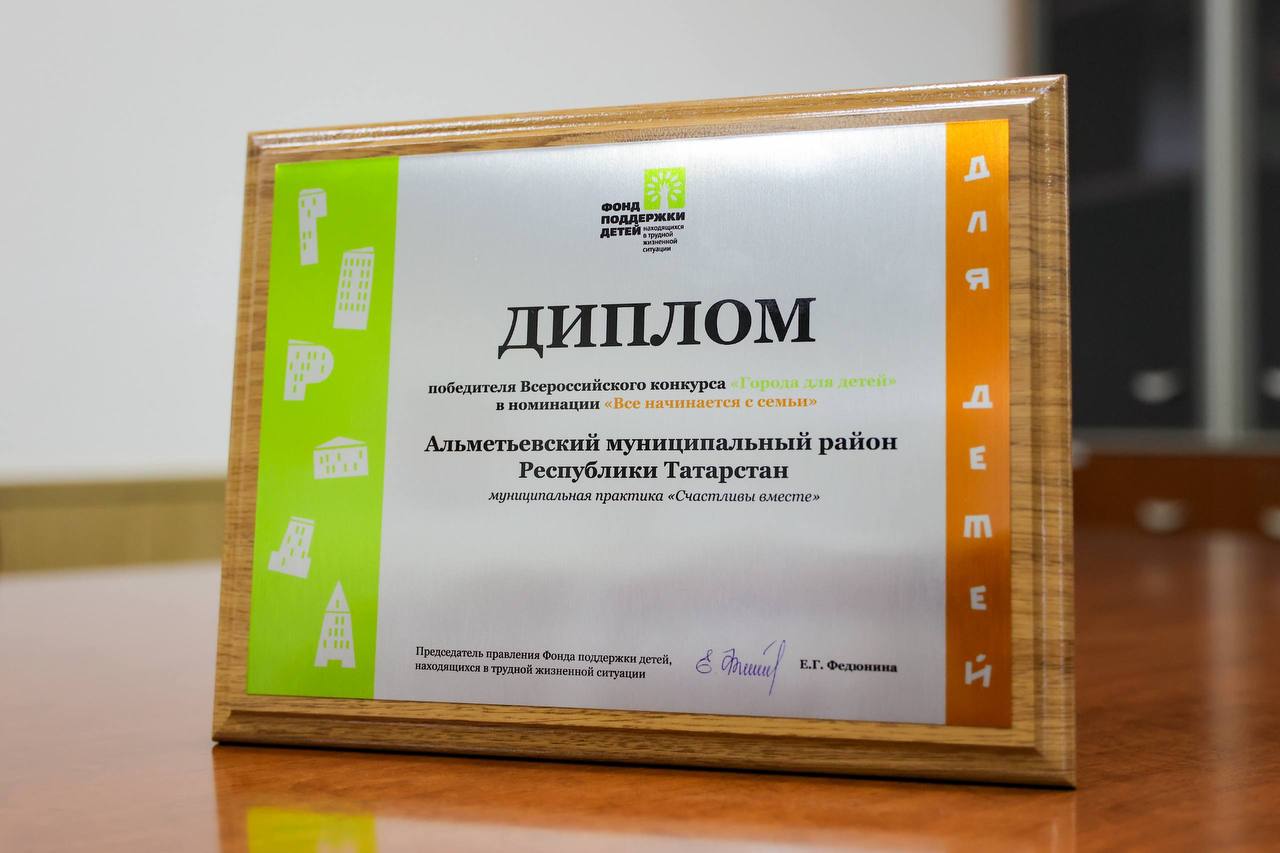 ГОРОДА
ФОНД
ПОДДЕРЖКИ
ДЕТЕЙ находящихся
в трудной
жизненной
ситуации
ДИПЛОМ
победителя Всероссийского конкурса «Города для детей»
в номинации «Все начинается с семьи»
Альметьевский муниципальный район
Республики Татарстан
муниципальная практика «Счастливы вместе»
Председатель правления Фонда поддержки детей,
находящихся в трудной жизненной ситуации
Е.Г. Федюнина
ДЛЯ ДЕТЕЙ